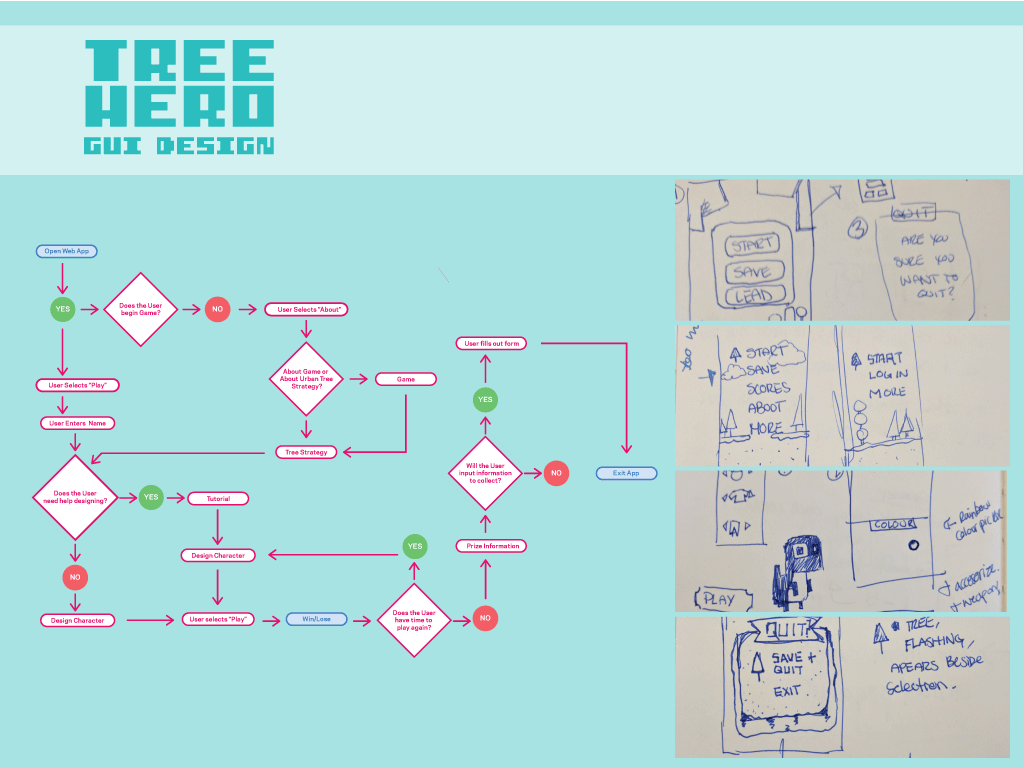 TREE
HERO
GUI DESIGN
Open Web App
YES
Does the User
begin Game?
NO
User Selects "About"
About Game or
About Urban Tree
Strategy?
Game
Tree Strategy
User Selects "Play"
User Enters Name
Does the User
need help designing?
YES
Tutorial
Design Character
NO
Design Character
User selects "Play"
Win/Lose
Does the User
have time to
play again?
YES
NO
Prize Information
Will the User
input information
to collect?
NO
YES
User fills out form
Exit App
START
SAVE
LEAD
3
QUIT
ARE YOU
SURE YOU
WANT TO
QUIT?
START
SAVE
SCORES
ABOUT
MORE
START
LOG IN
MORE
PLAY
COLOUR
Rainbow
colour picker
+ accesorize.
+ weapons
QUIT
SAVE +
QUIT
EXIT
TREE,
FLASHING,
APEARS BESIDE
Selection.